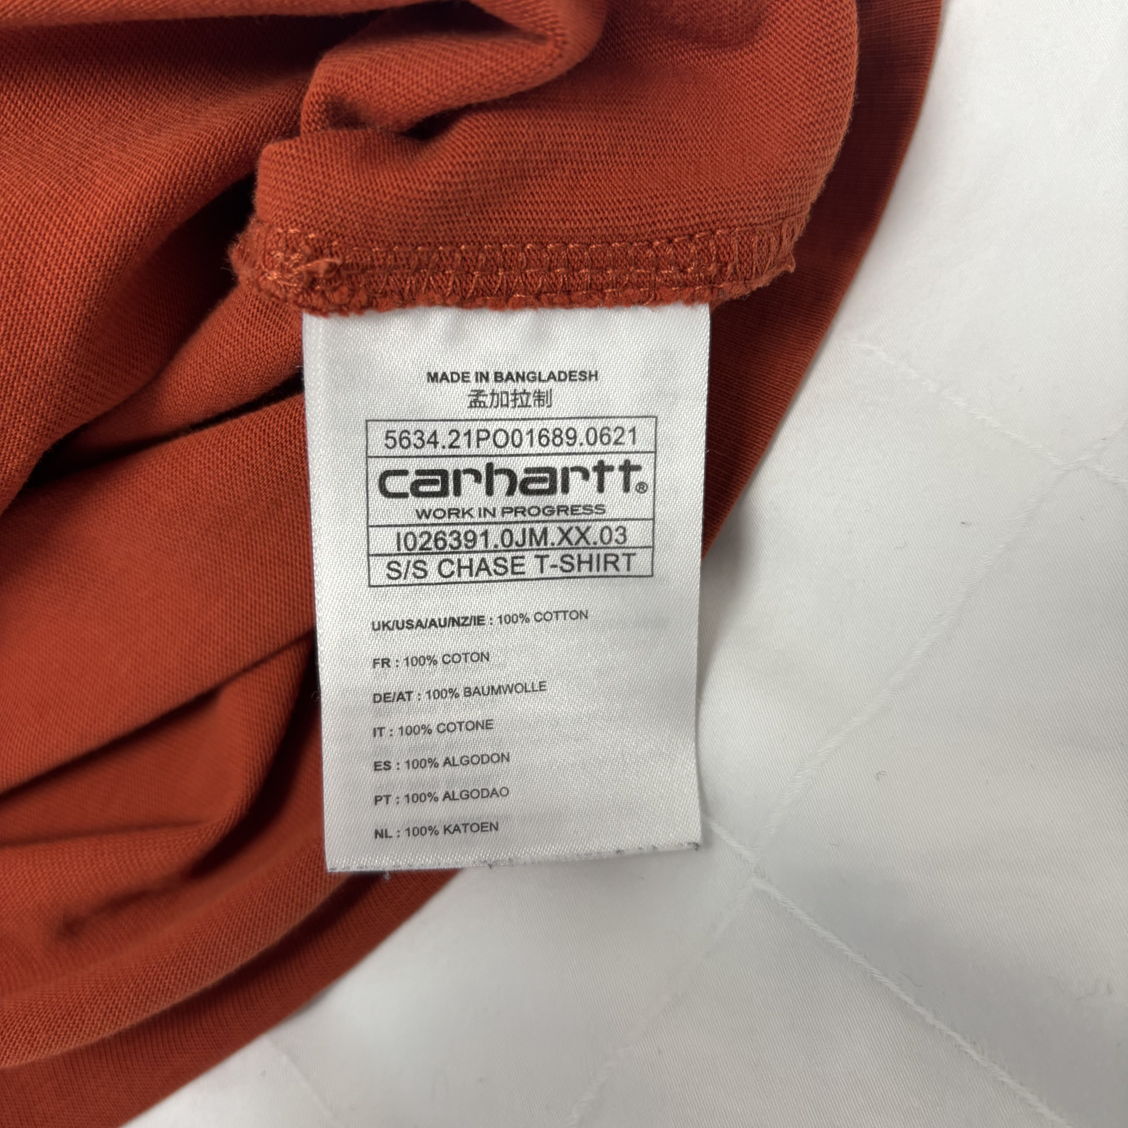 MADE IN BANGLADESH
孟加拉制
5634.21PO01689.0621
carhartt®
WORK IN PROGRESS
I026391.0JM.XX.03
S/S CHASE T-SHIRT
UK/USA/AU/NZ/IE : 100% COTTON
FR : 100% COTON
DE/AT : 100% BAUMWOLLE
IT : 100% COTONE
ES : 100% ALGODON
PT : 100% ALGODAO
NL : 100% KATOEN